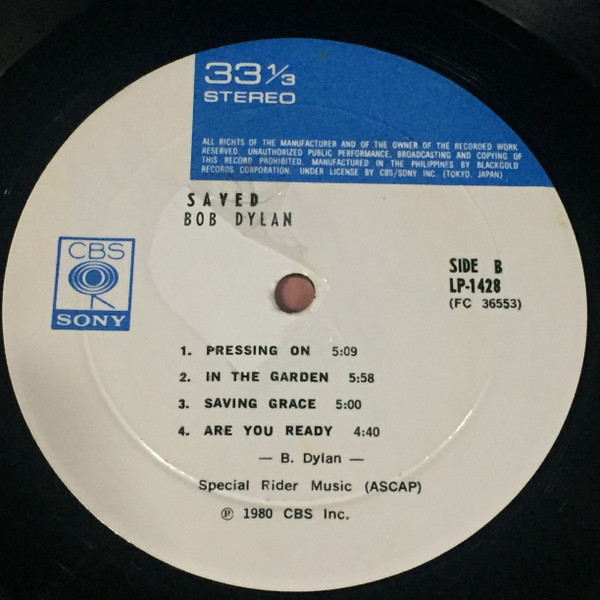 33 1/3
STEREO
ALL RIGHTS OF THE MANUFACTURER AND OF THE OWNER OF THE RECORDED WORK
RESERVED. UNAUTHORIZED PUBLIC PERFORMANCE, BROADCASTING AND COPYING OF
THIS RECORD PROHIBITED. MANUFACTURED IN THE PHILIPPINES BY BLACKGOLD
RECORDS CORPORATION. UNDER LICENSE BY CBS/SONY INC. (TOKYO, JAPAN)
SAVED
BOB DYLAN
CBS
SONY
SIDE B
LP-1428
(FC 36553)
1. PRESSING ON 5:09
2. IN THE GARDEN 5:58
3. SAVING GRACE 5:00
4. ARE YOU READY 4:40
— B. Dylan —
Special Rider Music (ASCAP)
℗ 1980 CBS Inc.